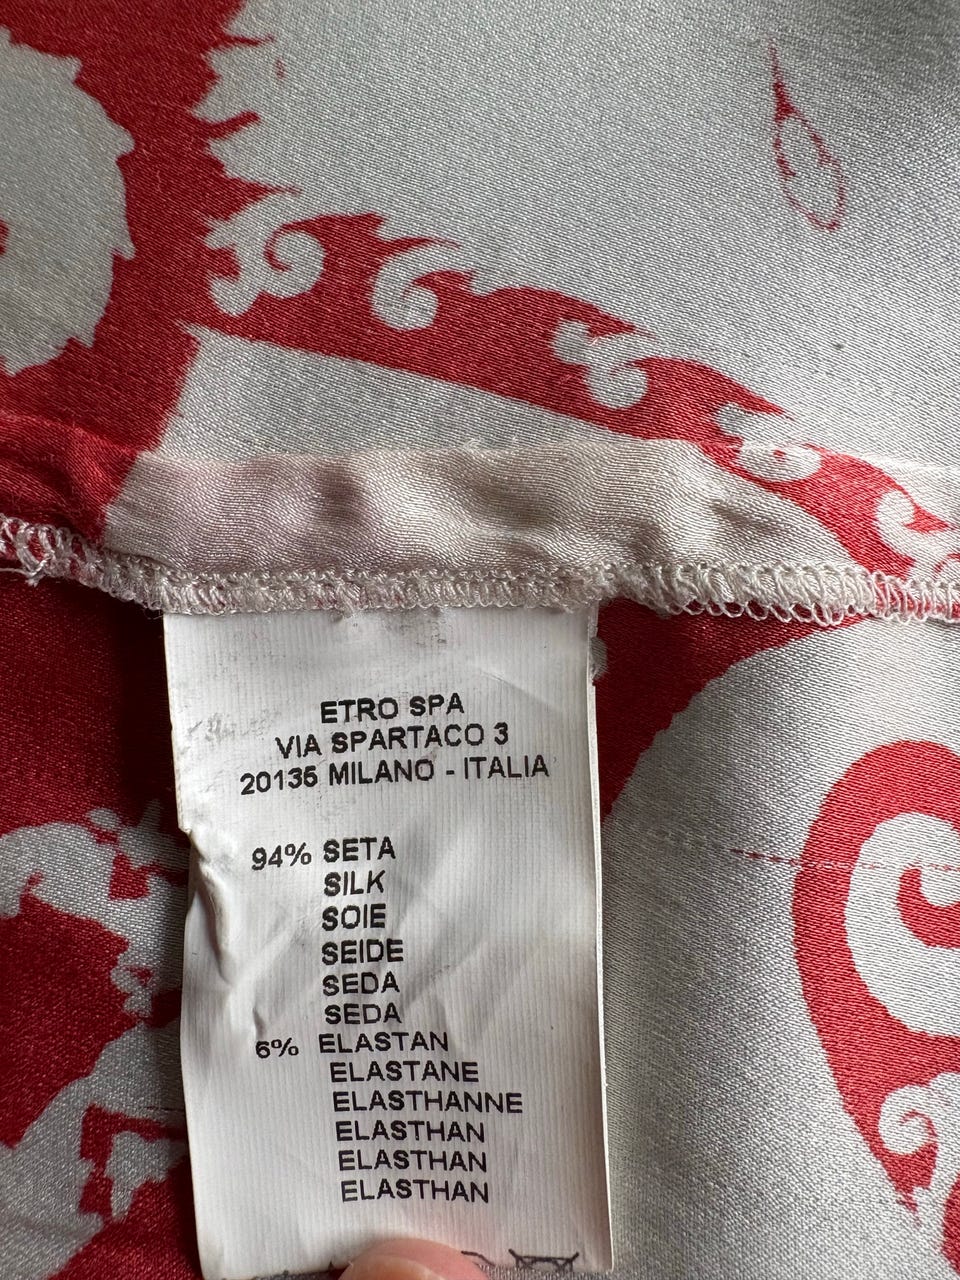 ETRO SPA
VIA SPARTACO 3
20135 MILANO - ITALIA
94% SETA
SILK
SOIE
SEIDE
SEDA
SEDA
6% ELASTAN
ELASTANE
ELASTHANNE
ELASTHAN
ELASTHAN
ELASTHAN